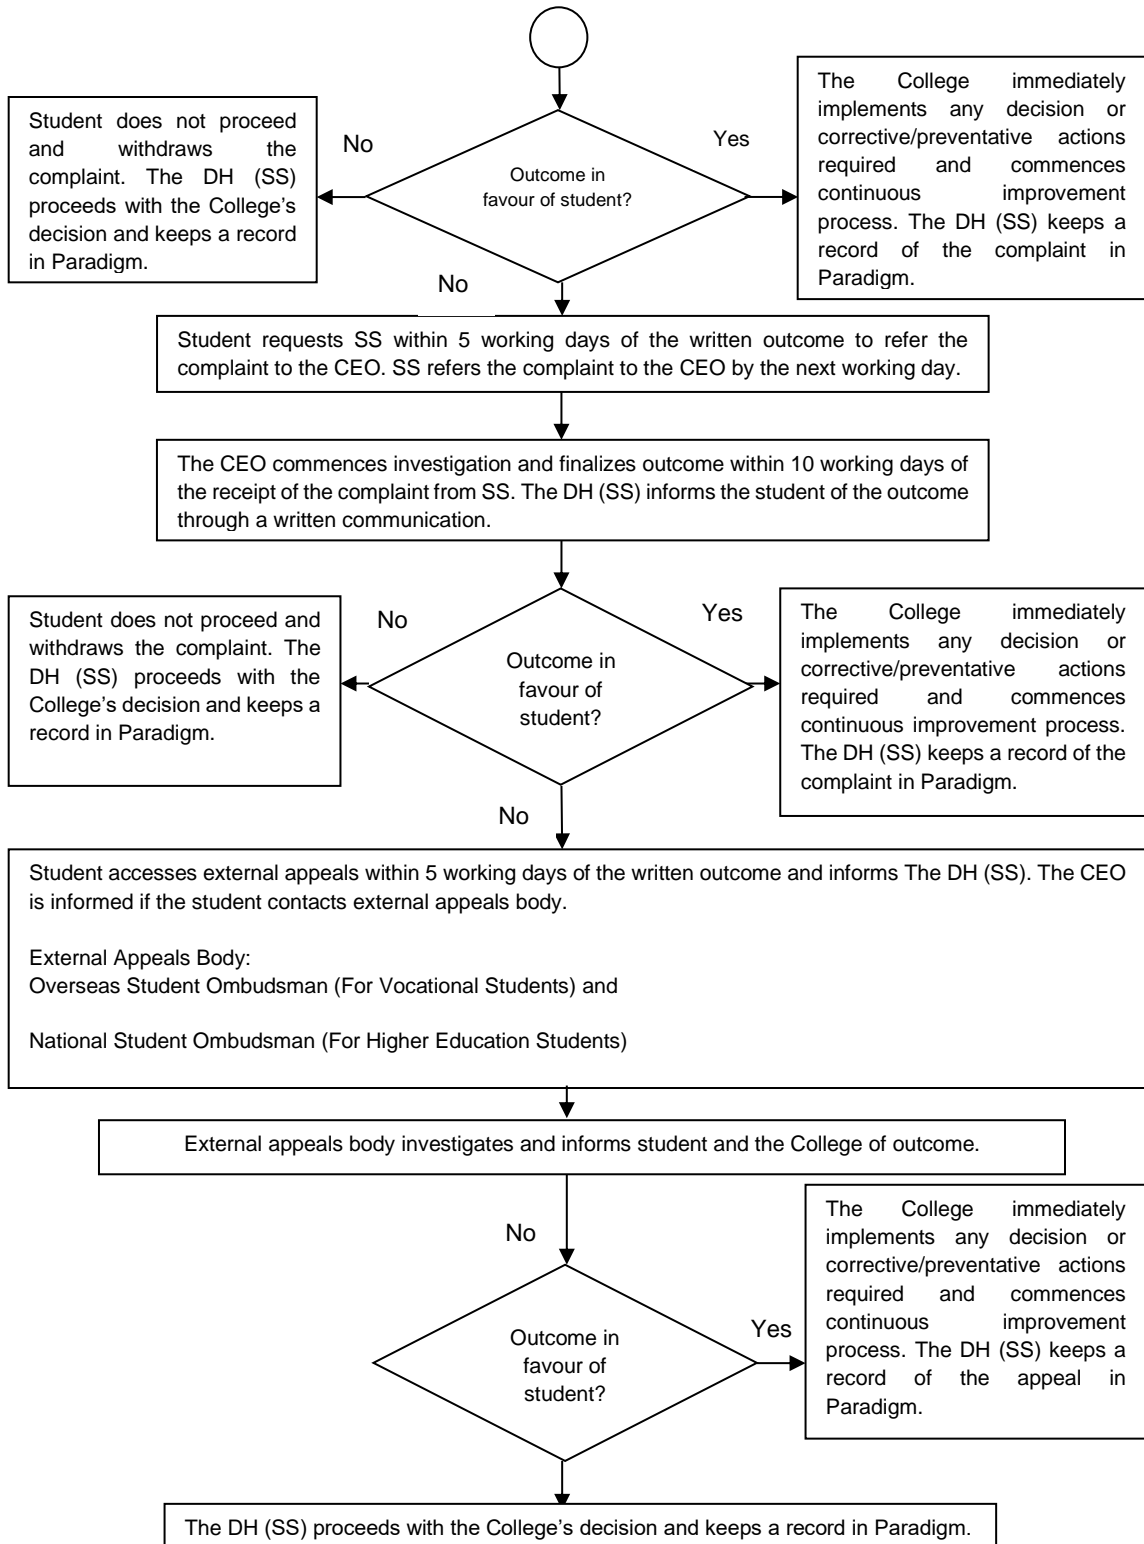 Student does not proceed
and withdraws the
complaint. The DH (SS)
proceeds with the College's
decision and keeps a record
in Paradigm.
No
Outcome in
favour of student?
Yes
The College immediately
implements any decision or
corrective/preventative actions
required and commences
continuous improvement
process. The DH (SS) keeps a
record of the complaint in
Paradigm.
No
Student requests SS within 5 working days of the written outcome to refer the
complaint to the CEO. SS refers the complaint to the CEO by the next working day.
The CEO commences investigation and finalizes outcome within 10 working days of
the receipt of the complaint from SS. The DH (SS) informs the student of the outcome
through a written communication.
Student does not proceed and
withdraws the complaint. The
DH (SS) proceeds with the
College's decision and keeps a
record in Paradigm.
No
Outcome in
favour of
student?
Yes
The College immediately
implements any decision or
corrective/preventative actions
required and commences
continuous improvement process.
The DH (SS) keeps a record of the
complaint in Paradigm.
No
Student accesses external appeals within 5 working days of the written outcome and informs The DH (SS). The CEO
is informed if the student contacts external appeals body.
External Appeals Body:
Overseas Student Ombudsman (For Vocational Students) and
National Student Ombudsman (For Higher Education Students)
External appeals body investigates and informs student and the College of outcome.
No
Outcome in
favour of
student?
Yes
The College immediately
implements any decision or
corrective/preventative actions
required and commences
continuous improvement
process. The DH (SS) keeps a
record of the appeal in
Paradigm.
The DH (SS) proceeds with the College's decision and keeps a record in Paradigm.